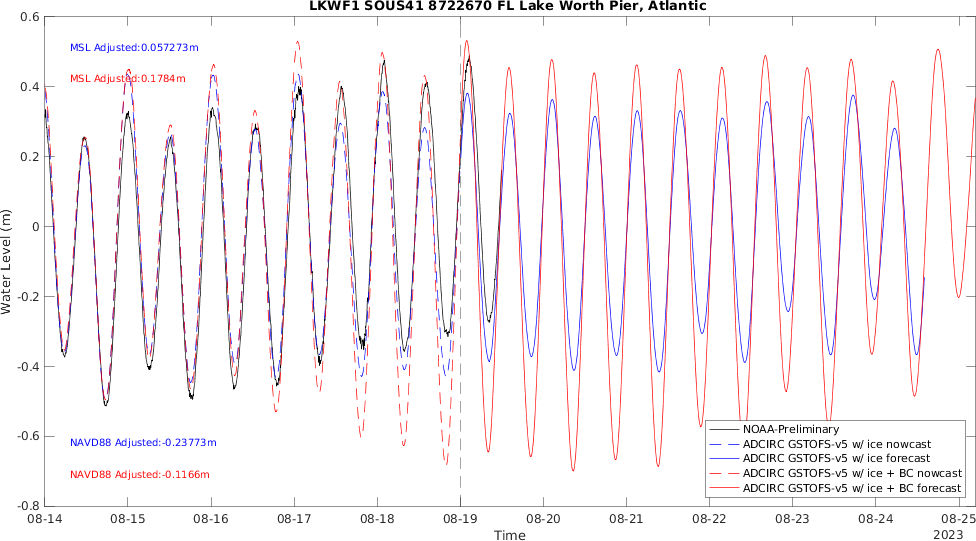 LKWF1 SOUS41 8722670 FL Lake Worth Pier, Atlantic
0.6
MSL Adjusted:0.057273m
MSL Adjusted:0.1784m
0.4
0.2
0
Water Level (m)
-0.2
-0.4
-0.6
-0.8
NAVD88 Adjusted:-0.23773m
NAVD88 Adjusted:-0.1166m
NOAA-Preliminary
ADCIRC GSTOFS-v5 w/ ice nowcast
ADCIRC GSTOFS-v5 w/ ice forecast
ADCIRC GSTOFS-v5 w/ ice + BC nowcast
ADCIRC GSTOFS-v5 w/ ice + BC forecast
08-14 08-15 08-16 08-17 08-18 08-19 08-20 08-21 08-22 08-23 08-24 08-25
Time
2023